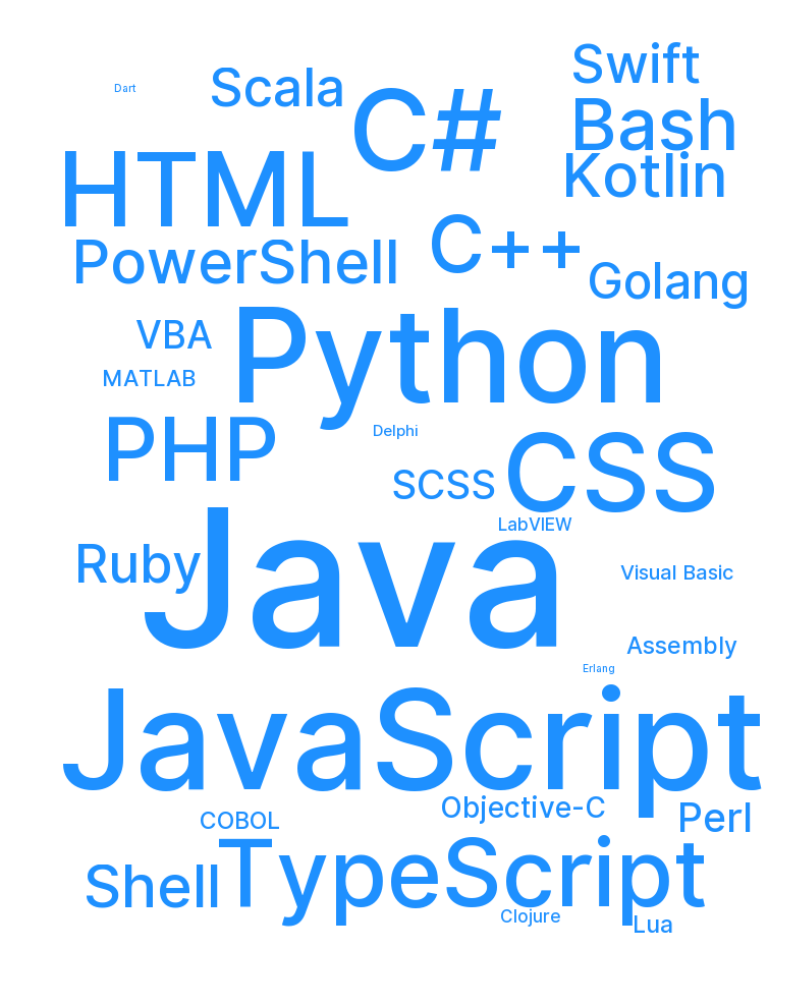 Swift
Dart
Scala
C#
Bash
HTML
Kotlin
PowerShell
C++
Golang
VBA
Python
MATLAB
PHP
Delphi
CSS
SCSS
LabVIEW
Java
Ruby
Visual Basic
Assembly
Erlang
JavaScript
Objective-C
Perl
COBOL
TypeScript
Shell
Clojure
Lua